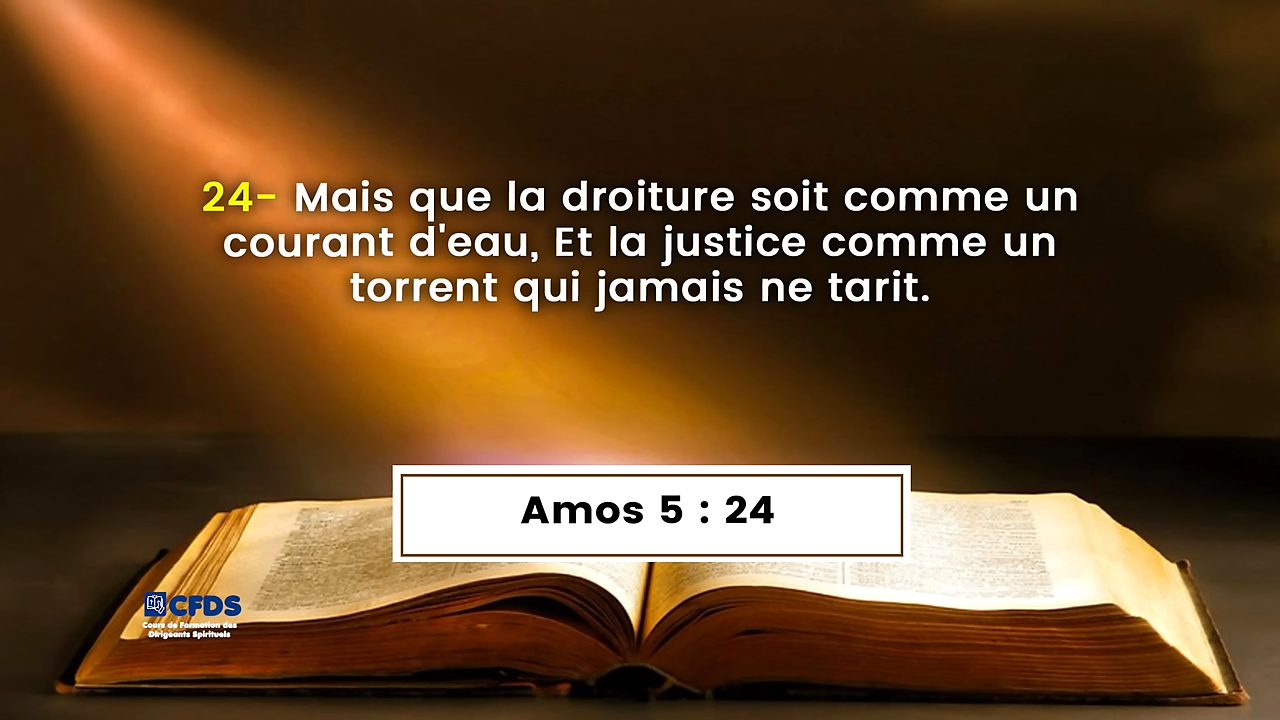 24- Mais que la droiture soit comme un
courant d'eau, Et la justice comme un
torrent qui jamais ne tarit.
Amos 5 : 24
CFDS
Cours de Formation des
Dirigeants Spirituels